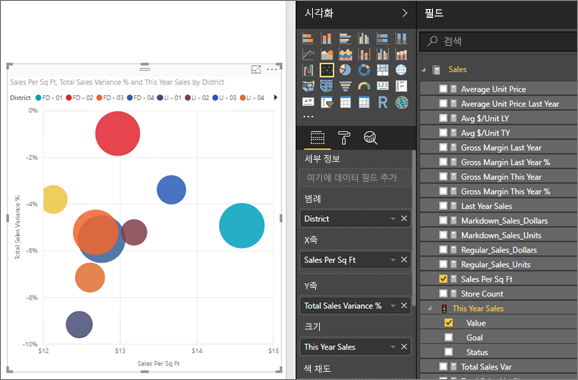 Sales Per Sq Ft, Total Sales Variance % and This Year Sales by District
District FD - 01 FD - 02 FD - 03 FD - 04 LI - 01 LI - 02 LI - 03 LI - 04
0%
-2%
-4%
-6%
-8%
-10%
Total Sales Variance %
$12 $13 $14 $15
Sales Per Sq Ft
시각화
R
...
세부 정보
여기에 데이터 필드 추가
범례
District
X축
Sales Per Sq Ft
Y축
Total Sales Variance %
크기
This Year Sales
색 채도
필드
검색
Sales
Average Unit Price
Average Unit Price Last Year
Avg $/Unit LY
Avg $/Unit TY
Gross Margin Last Year
Gross Margin Last Year %
Gross Margin This Year
Gross Margin This Year %
Last Year Sales
Markdown_Sales_Dollars
Markdown_Sales_Units
Regular_Sales_Dollars
Regular_Sales_Units
Sales Per Sq Ft
Store Count
This Year Sales
Value
Goal
Status
Total Sales Var